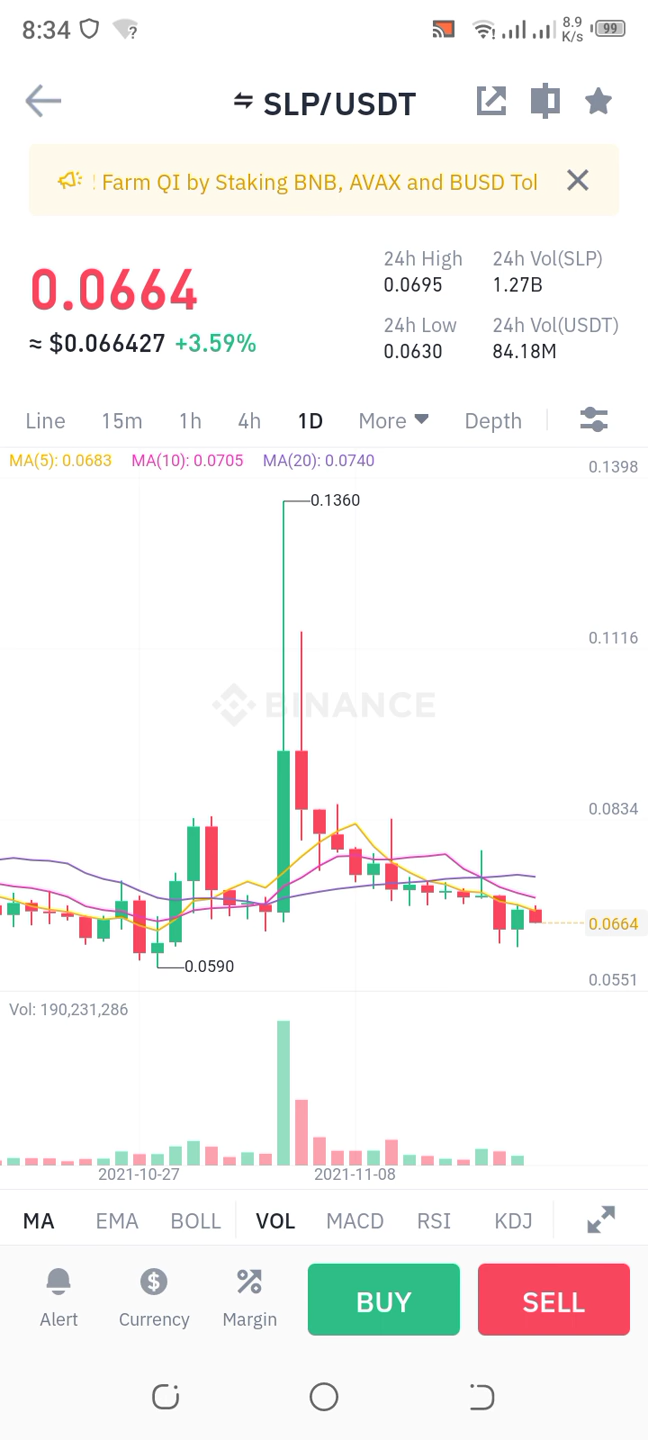 8:34 8.9 K/s 99
SLP/USDT
! Farm QI by Staking BNB, AVAX and BUSD Tol
0.0664
≈ $0.066427 +3.59%
24h High 24h Vol(SLP)
0.0695 1.27B
24h Low 24h Vol(USDT)
0.0630 84.18M
Line 15m 1h 4h 1D More Depth
MA(5): 0.0683 MA(10): 0.0705 MA(20): 0.0740
0.1398
0.1360
0.1116
BINANCE
0.0834
0.0664
0.0590
0.0551
Vol: 190,231,286
2021-10-27 2021-11-08
MA EMA BOLL VOL MACD RSI KDJ
Alert Currency Margin BUY SELL